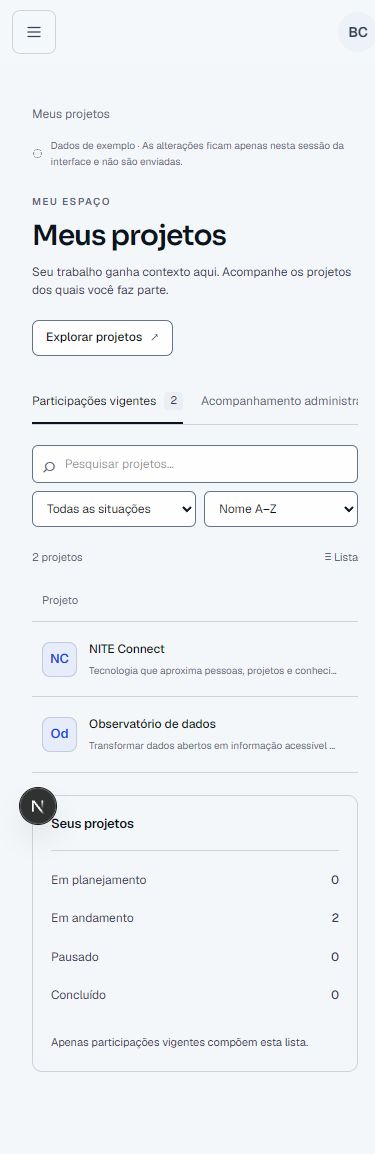 BC
Meus projetos
Dados de exemplo · As alterações ficam apenas nesta sessão da
interface e não são enviadas.
MEU ESPAÇO
Meus projetos
Seu trabalho ganha contexto aqui. Acompanhe os projetos
dos quais você faz parte.
Explorar projetos ↗
Participações vigentes 2 Acompanhamento administra
Pesquisar projetos...
Todas as situações Nome A–Z
2 projetos Lista
Projeto
NC NITE Connect
Tecnologia que aproxima pessoas, projetos e conheci...
Od Observatório de dados
Transformar dados abertos em informação acessível ...
N
Seus projetos
Em planejamento 0
Em andamento 2
Pausado 0
Concluído 0
Apenas participações vigentes compõem esta lista.